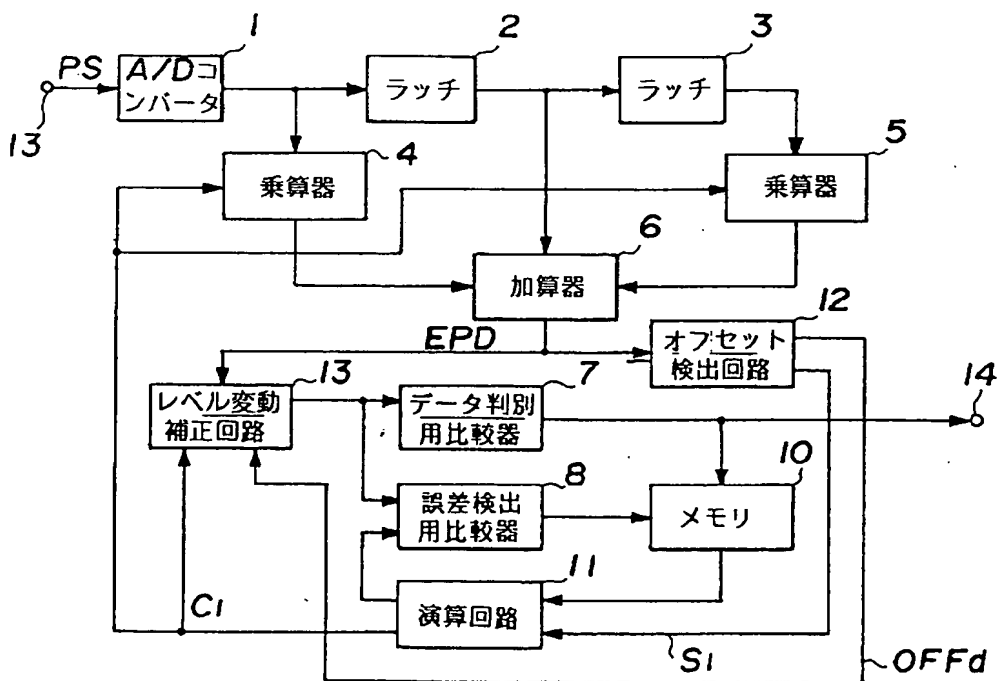 1
2
3
PS
A/Dコ
ンバータ
ラッチ
ラッチ
13
4
5
乗算器
乗算器
6
加算器
EPD
12
オフセット
検出回路
13
7
14
レベル変動
補正回路
データ判別
用比較器
8
10
誤差検出
用比較器
メモリ
11
演算回路
C1
S1
OFFd